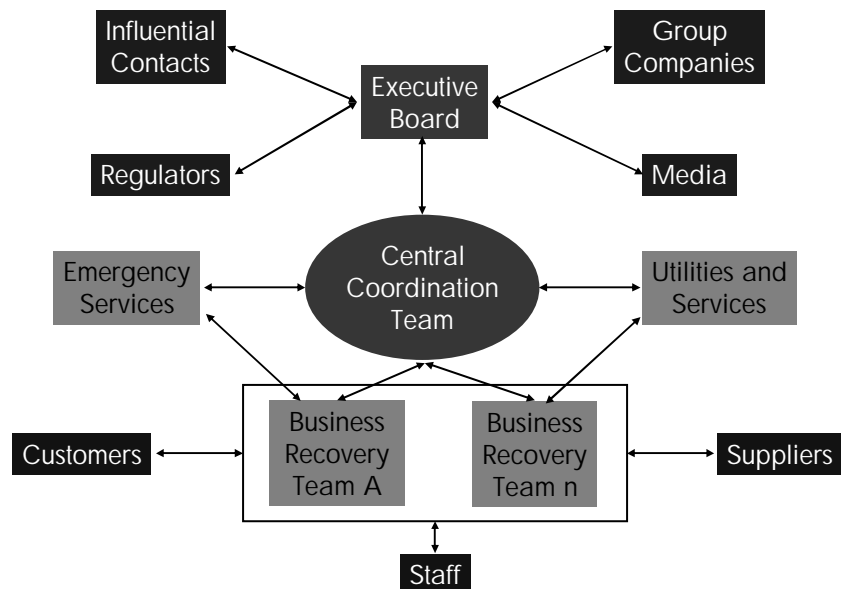 Influential
Contacts
Group
Companies
Executive
Board
Regulators
Media
Central
Coordination
Team
Emergency
Services
Utilities and
Services
Business
Recovery
Team A
Business
Recovery
Team n
Customers
Suppliers
Staff